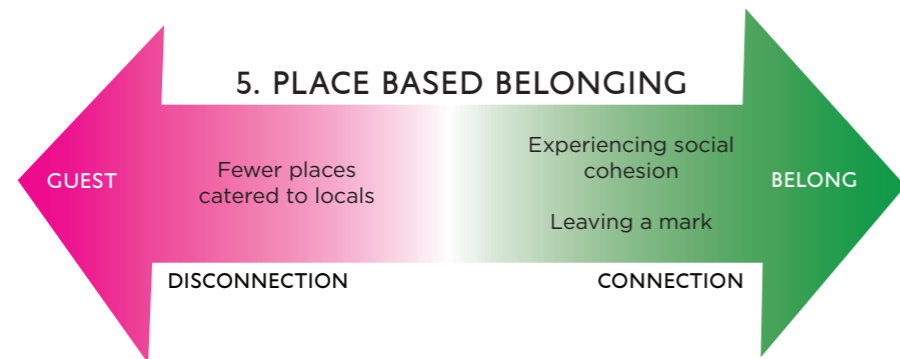 5. PLACE BASED BELONGING
GUEST
Fewer places
catered to locals
Experiencing social
cohesion
Leaving a mark
BELONG
DISCONNECTION
CONNECTION